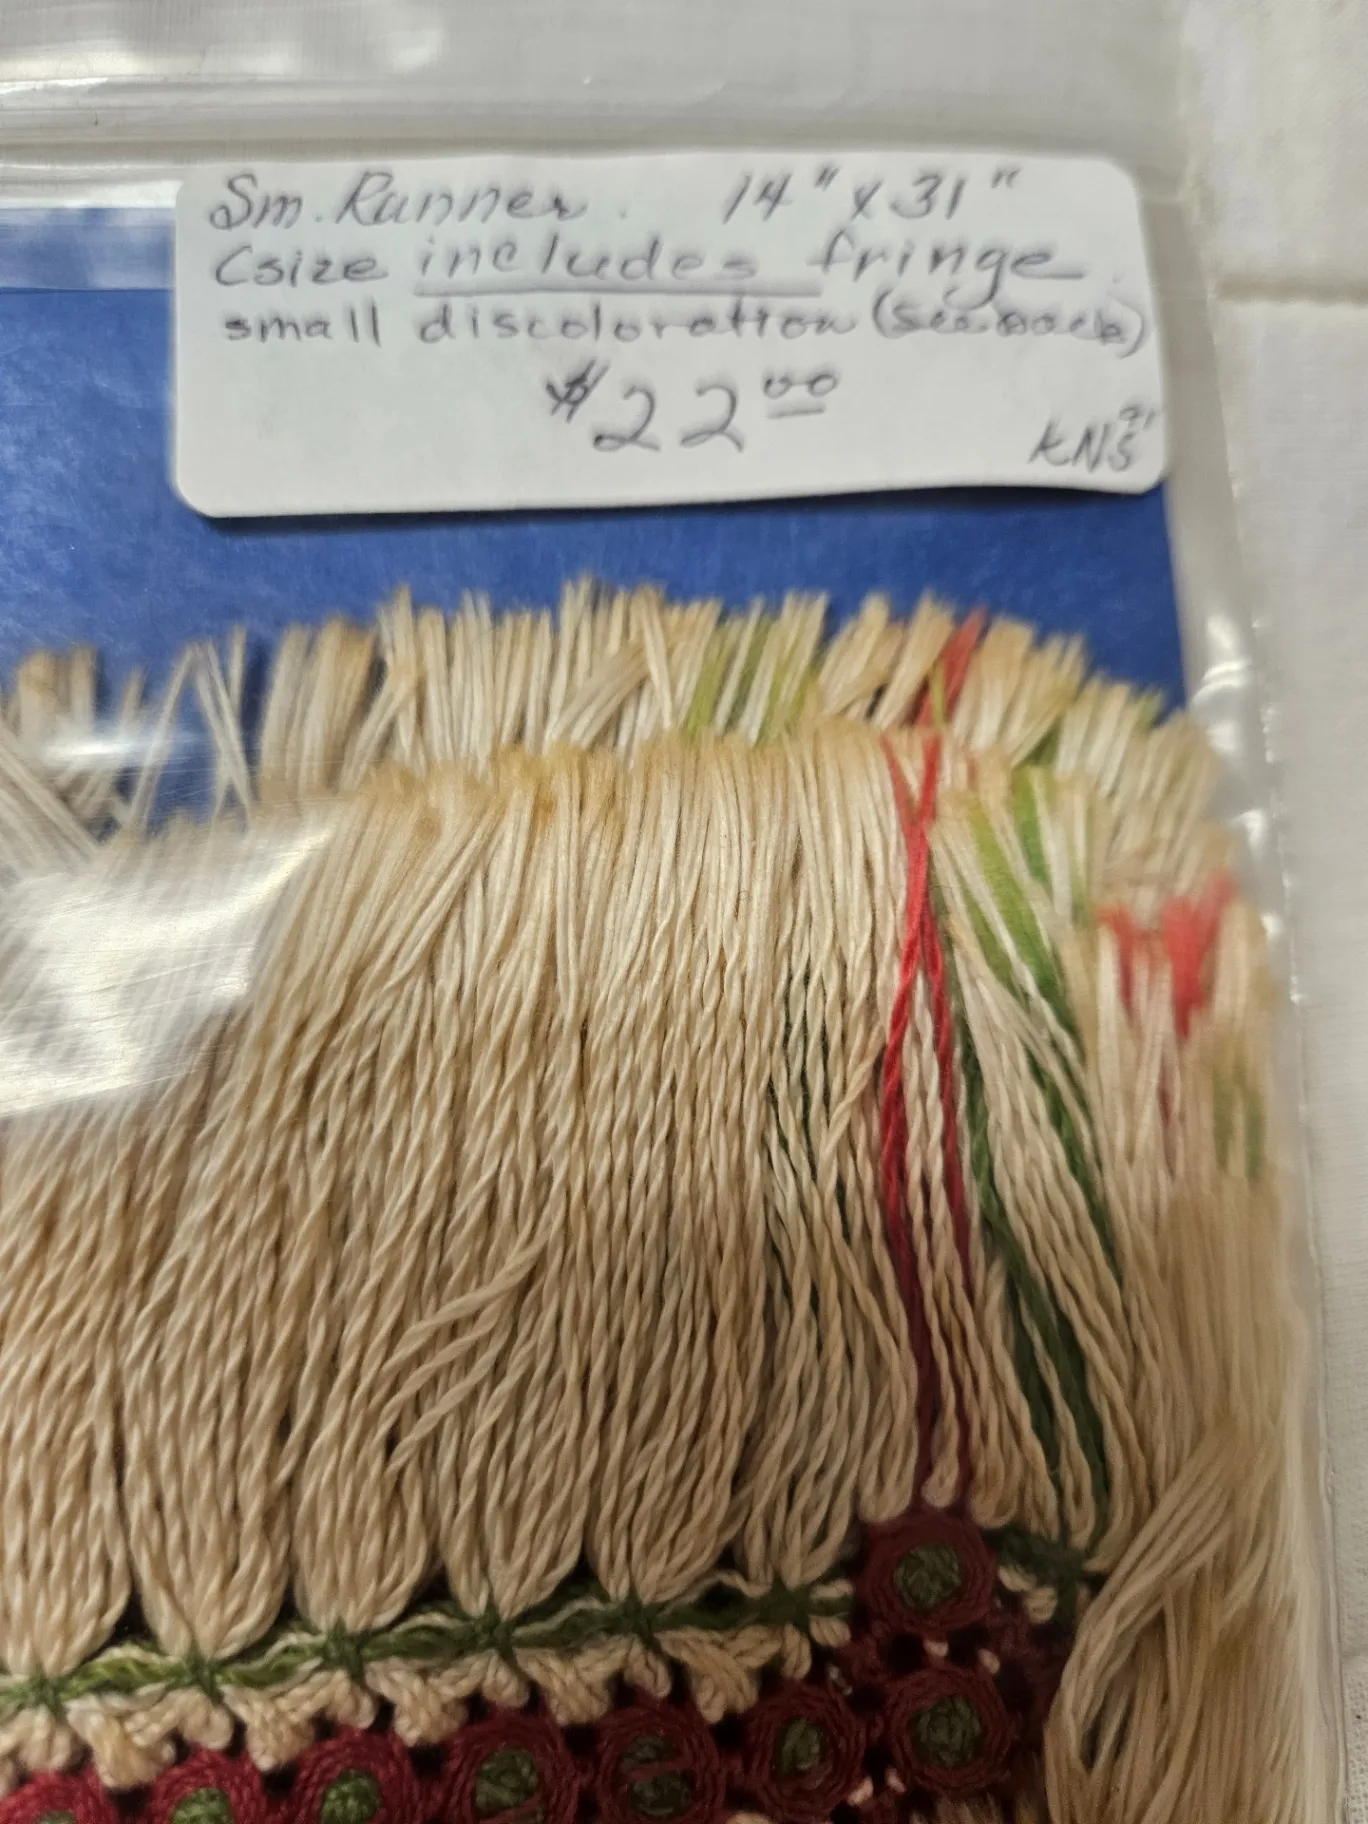 Sm. Runner. 14" x 31"
(size includes fringe.
small discoloration (see back)
$22.00
KNS